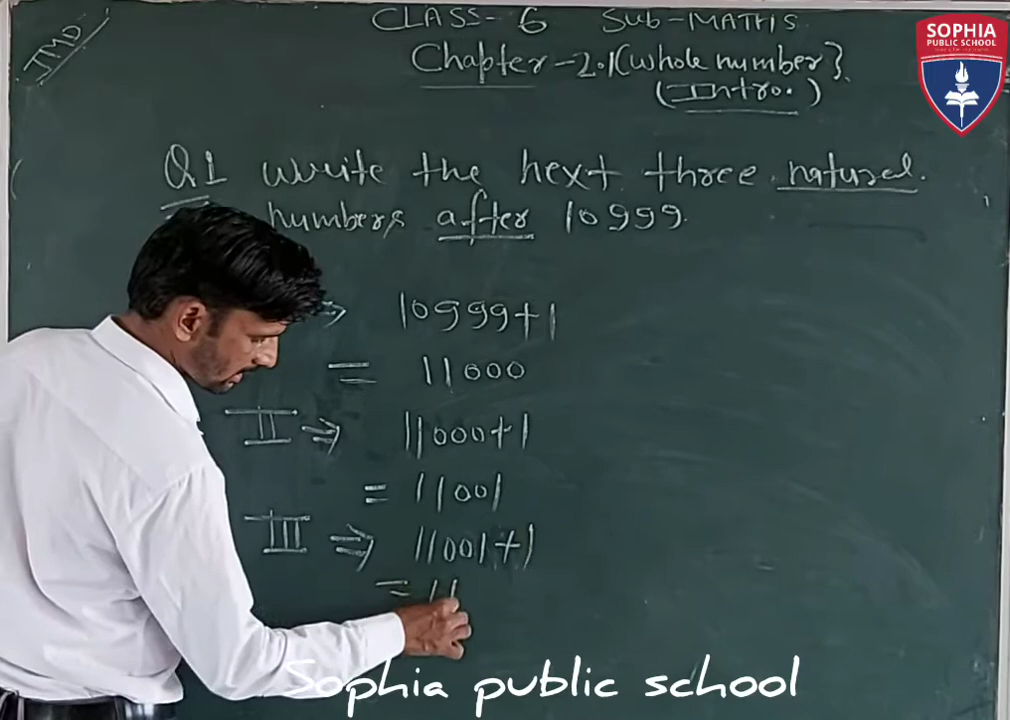 JMD
CLASS-6 SUB-MATHS
Chapter-2.1(whole number}
(Intro.)
SOPHIA
PUBLIC SCHOOL
Q1 write the next three natural.
numbers after 10999.
⇒ 10999+1
= 11000
II ⇒ 11000+1
= 11001
III ⇒ 11001+1
= 11
Sophia public school